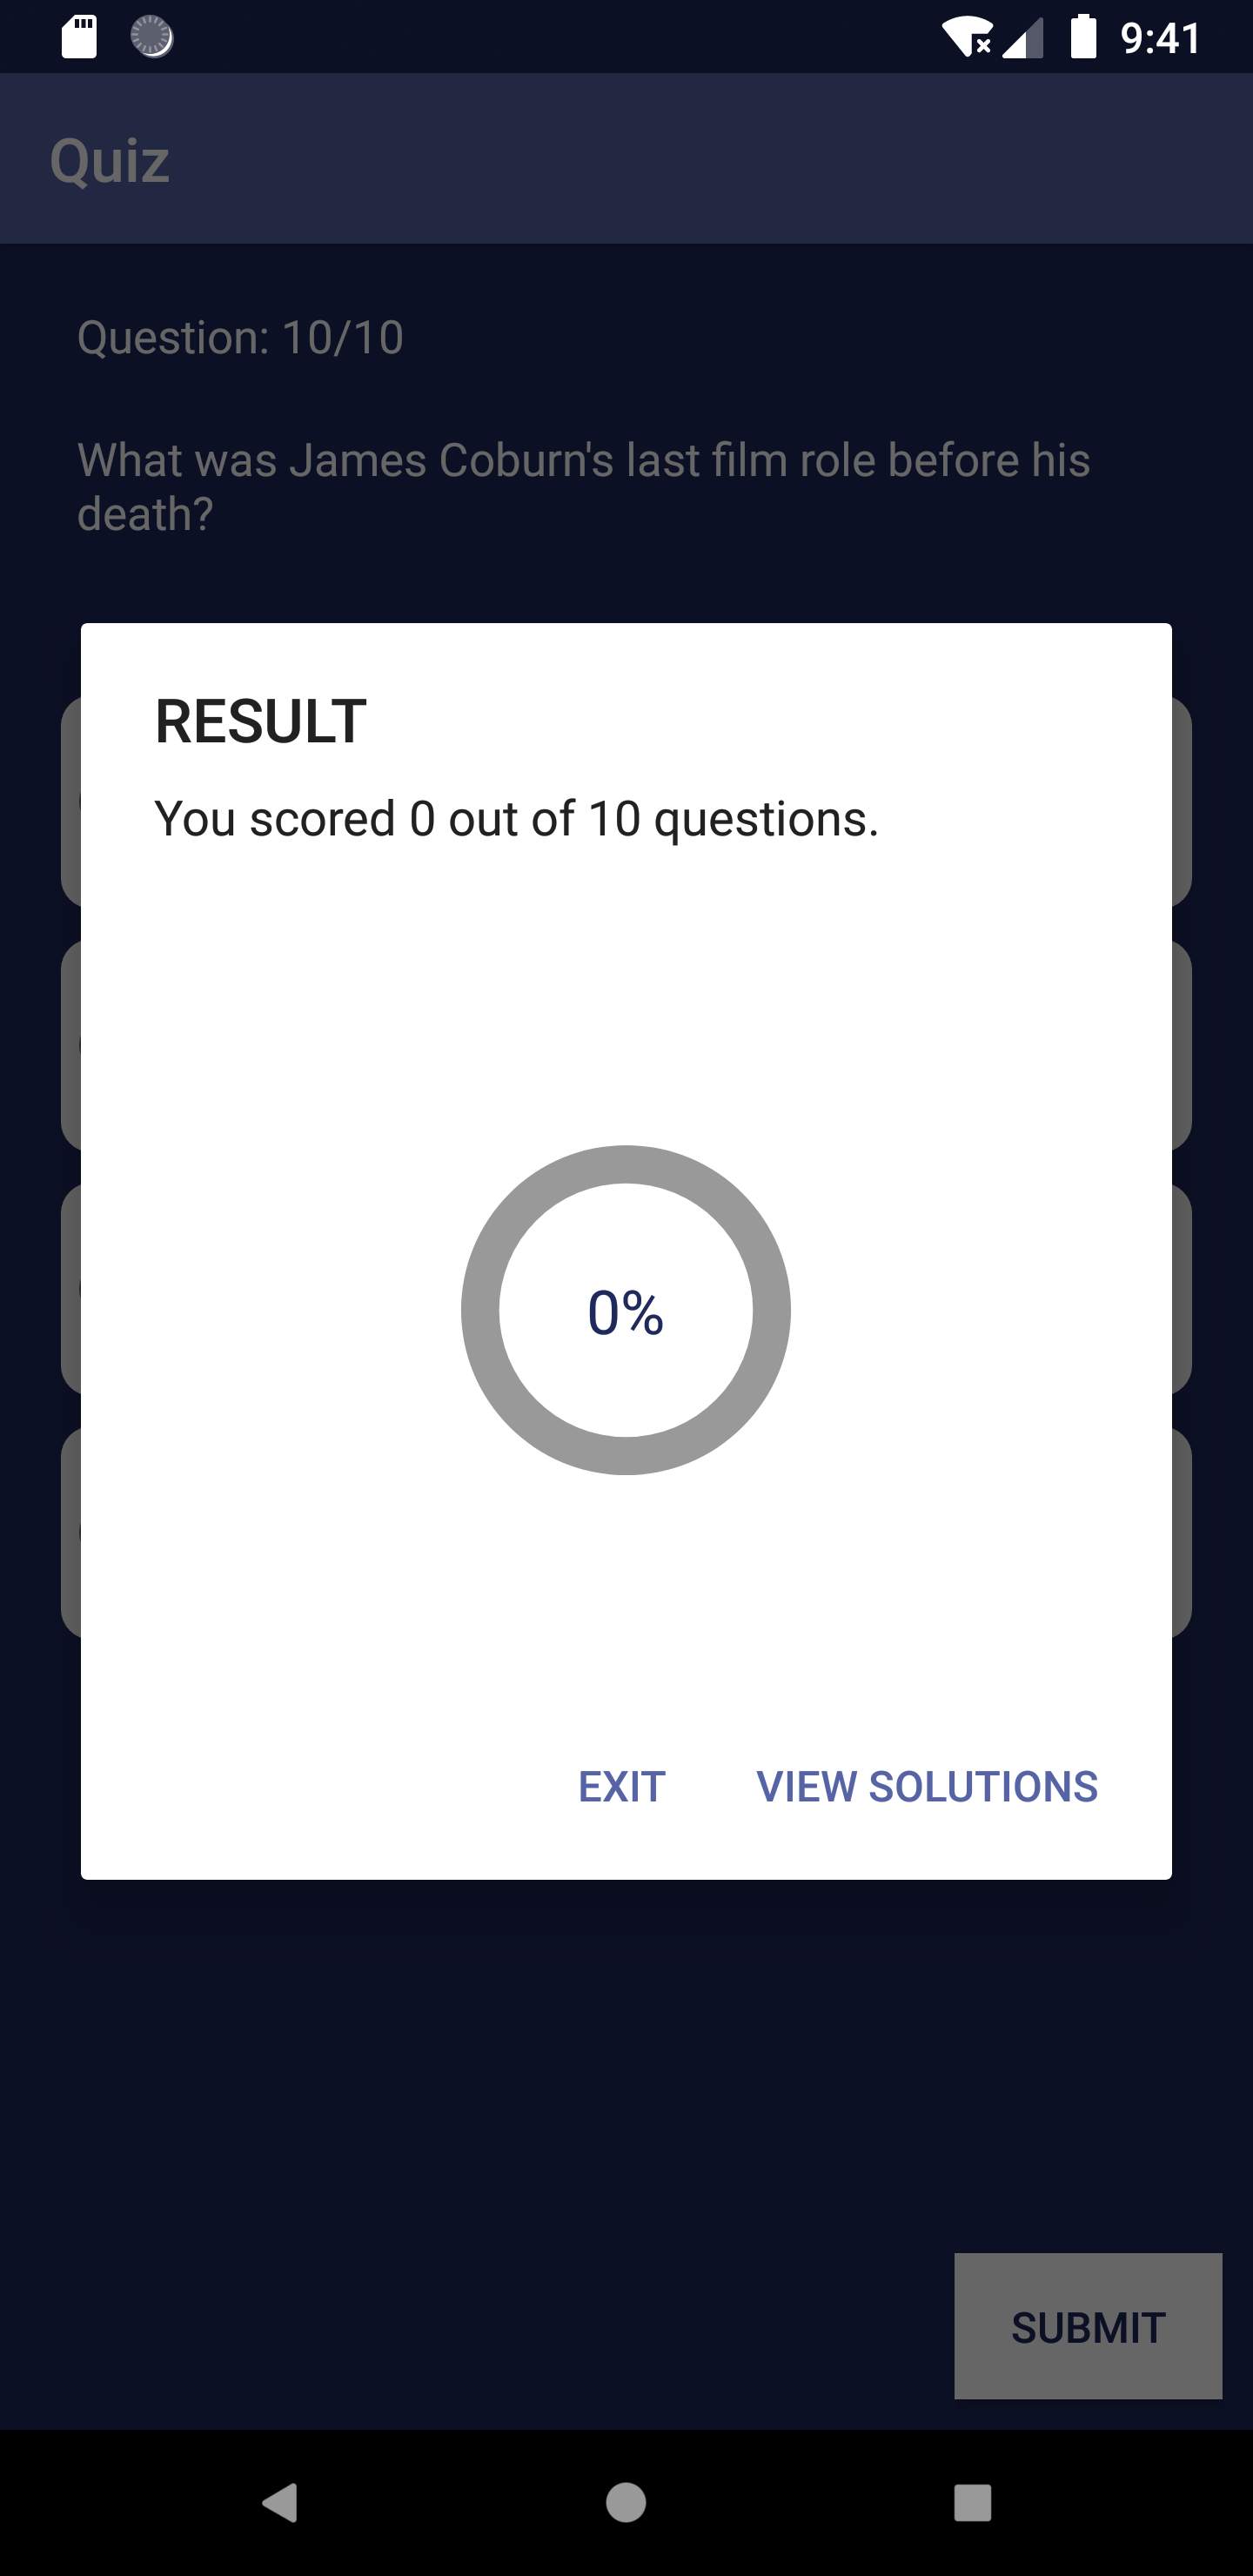 9:41
Quiz
Question: 10/10
What was James Coburn's last film role before his
death?
RESULT
You scored 0 out of 10 questions.
0%
EXIT VIEW SOLUTIONS
SUBMIT